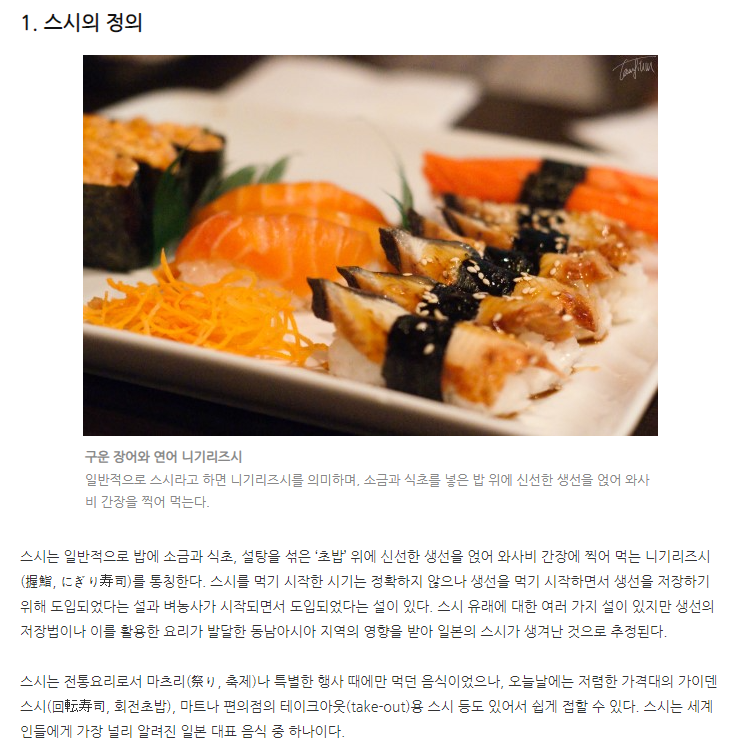 1. 스시의 정의
구운 장어와 연어 니기리즈시
일반적으로 스시라고 하면 니기리즈시를 의미하며, 소금과 식초를 넣은 밥 위에 신선한 생선을 얹어 와사
비 간장을 찍어 먹는다.
스시는 일반적으로 밥에 소금과 식초, 설탕을 섞은 ‘초밥’ 위에 신선한 생선을 얹어 와사비 간장에 찍어 먹는 니기리즈시
(握鮨, にぎり寿司)를 통칭한다. 스시를 먹기 시작한 시기는 정확하지 않으나 생선을 먹기 시작하면서 생선을 저장하기
위해 도입되었다는 설과 벼농사가 시작되면서 도입되었다는 설이 있다. 스시 유래에 대한 여러 가지 설이 있지만 생선의
저장법이나 이를 활용한 요리가 발달한 동남아시아 지역의 영향을 받아 일본의 스시가 생겨난 것으로 추정된다.
스시는 전통요리로서 마츠리(祭り, 축제)나 특별한 행사 때에만 먹던 음식이었으나, 오늘날에는 저렴한 가격대의 가이덴
스시(回転寿司, 회전초밥), 마트나 편의점의 테이크아웃(take-out)용 스시 등도 있어서 쉽게 접할 수 있다. 스시는 세계
인들에게 가장 널리 알려진 일본 대표 음식 중 하나이다.